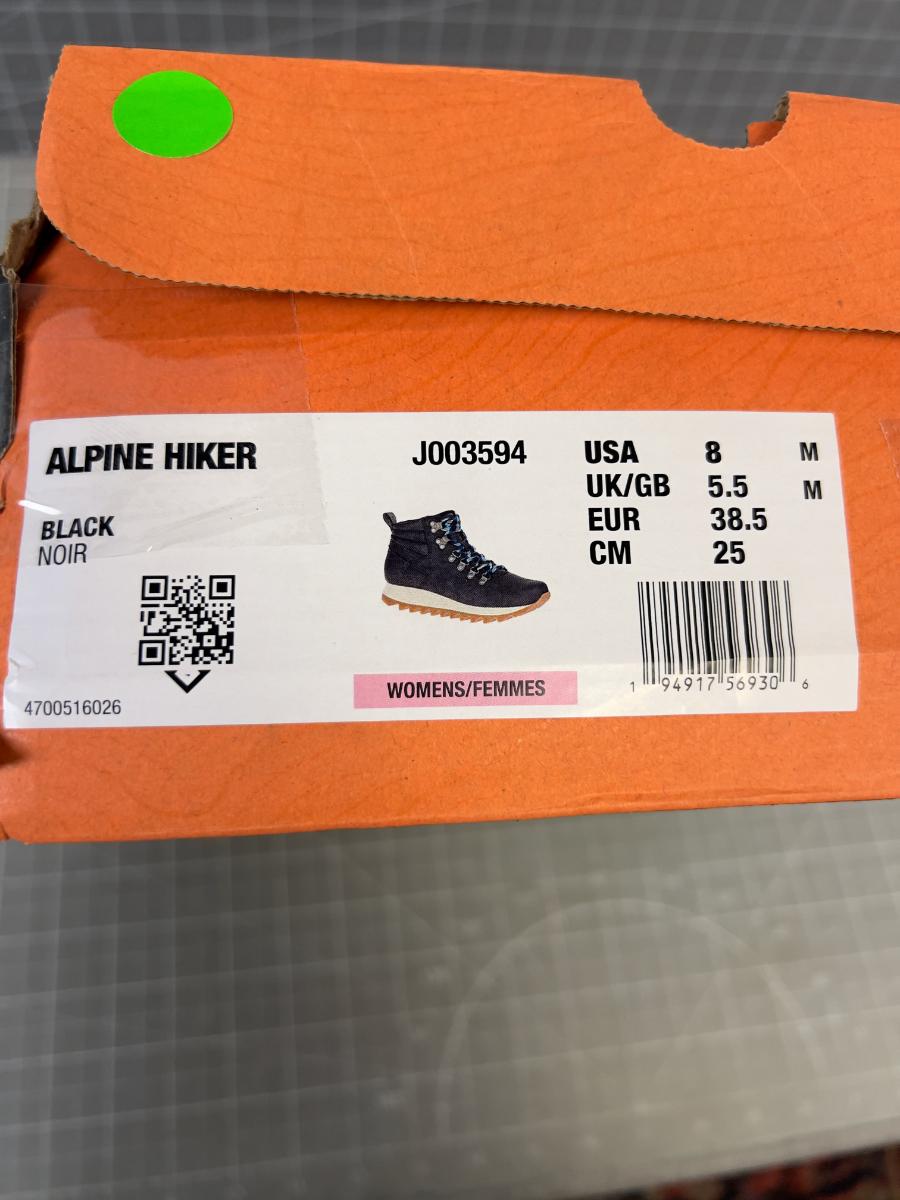 ALPINE HIKER
J003594
USA 8 M
UK/GB 5.5 M
EUR 38.5
CM 25
BLACK
NOIR
WOMENS/FEMMES
1 94917 56930 6
4700516026